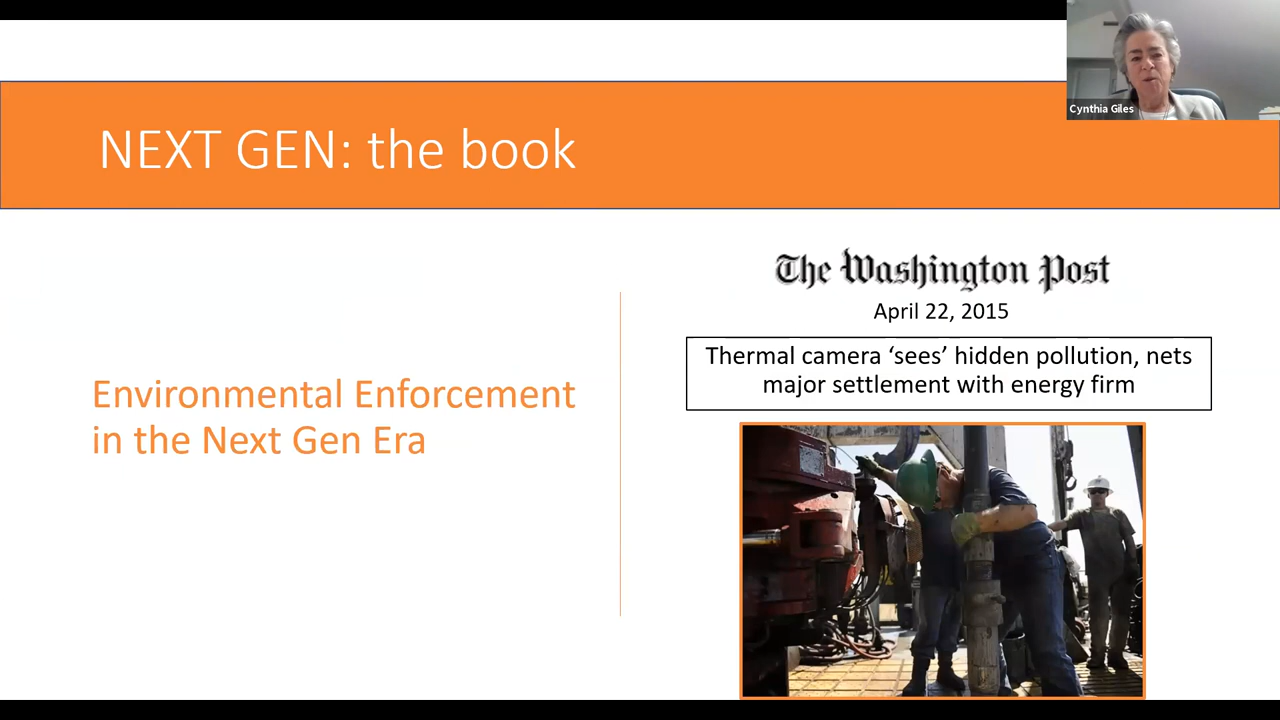 Cynthia Giles
NEXT GEN: the book
Environmental Enforcement
in the Next Gen Era
The Washington Post
April 22, 2015
Thermal camera ‘sees’ hidden pollution, nets
major settlement with energy firm